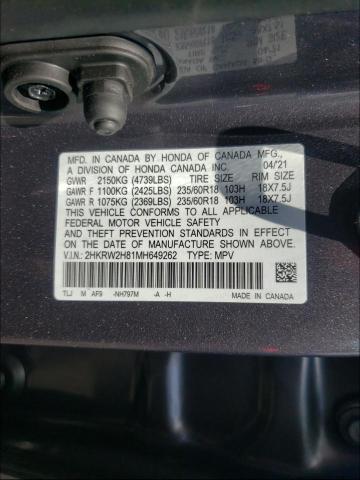 MFD. IN CANADA BY HONDA OF CANADA MFG.,
A DIVISION OF HONDA CANADA INC. 04/21
GVWR 2150KG (4739LBS) TIRE SIZE RIM SIZE
GAWR F 1100KG (2425LBS) 235/60R18 103H 18X7.5J
GAWR R 1075KG (2369LBS) 235/60R18 103H 18X7.5J
THIS VEHICLE CONFORMS TO ALL APPLICABLE
FEDERAL MOTOR VEHICLE SAFETY
AND THEFT PREVENTION STANDARDS IN EFFECT ON
THE DATE OF MANUFACTURE SHOWN ABOVE.
V.I.N.: 2HKRW2H81MH649262 TYPE: MPV
TLJ M AF9 -NH797M -A -H
MADE IN CANADA